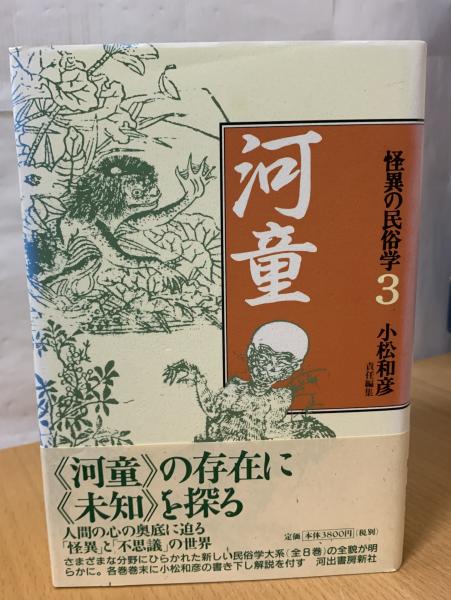 怪異の民俗学3
河童
小松和彦
責任編集
《河童》の存在に
《未知》を探る
人間の心の奥底に迫る
「怪異」と「不思議」の世界
定価 本体3800円(税別)
さまざまな分野にひらかれた新しい民俗学大系(全8巻)の全貌が明
らかに。各巻巻末に小松和彦の書き下し解説を付す 河出書房新社